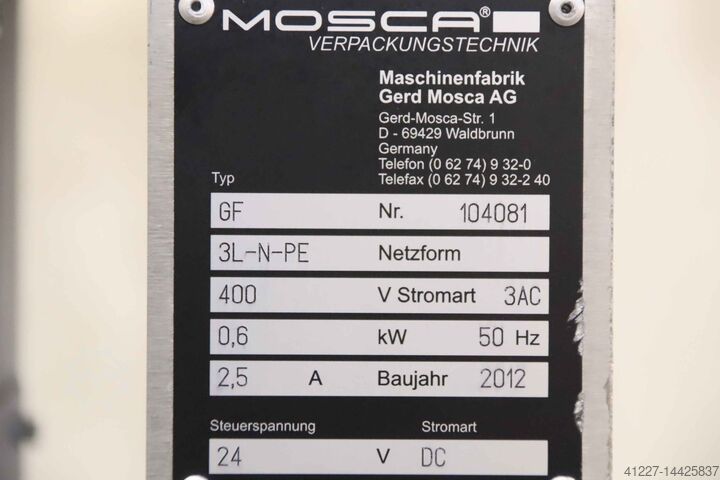 MOSCA®
VERPACKUNGSTECHNIK
Maschinenfabrik
Gerd Mosca AG
Gerd-Mosca-Str. 1
D - 69429 Waldbrunn
Germany
Telefon (0 62 74) 9 32-0
Telefax (0 62 74) 9 32-2 40
Typ
GF Nr. 104081
3L-N-PE Netzform
400 V Stromart 3AC
0,6 kW 50 Hz
2,5 A Baujahr 2012
Steuerspannung Stromart
24 V DC
41227-14425837